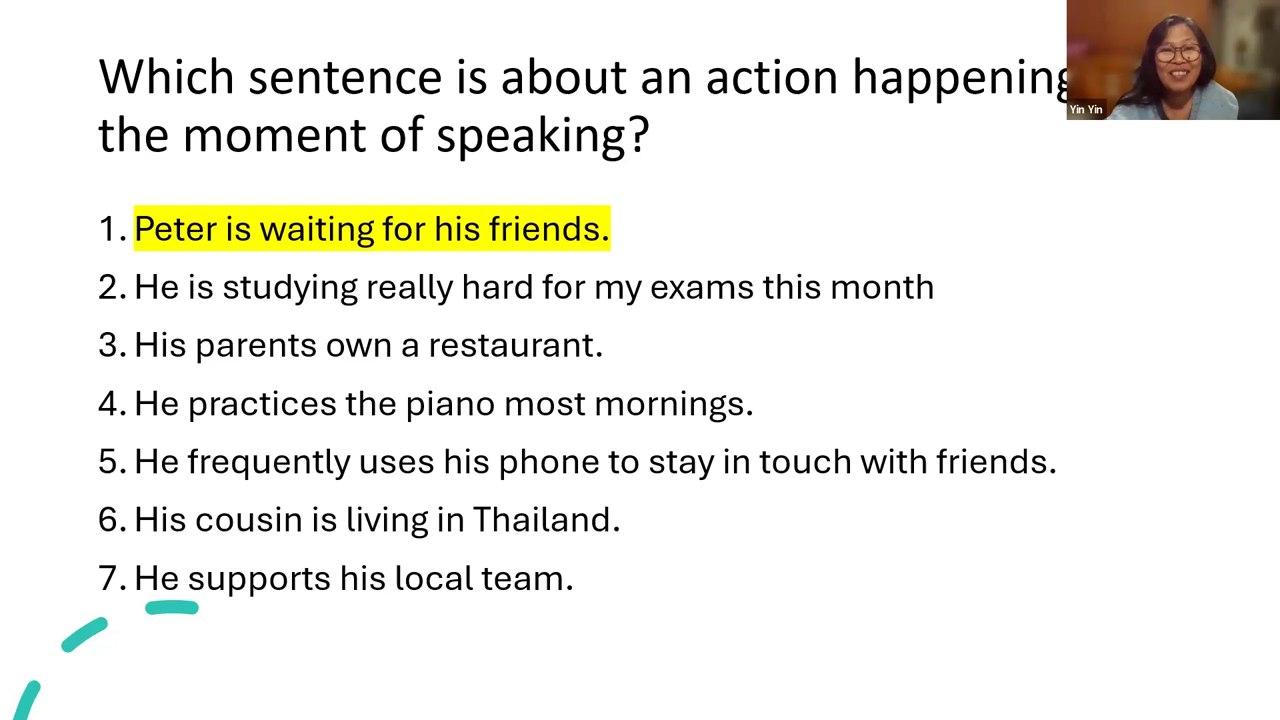 Which sentence is about an action happening
the moment of speaking?
Yin Yin
1. Peter is waiting for his friends.
2. He is studying really hard for my exams this month
3. His parents own a restaurant.
4. He practices the piano most mornings.
5. He frequently uses his phone to stay in touch with friends.
6. His cousin is living in Thailand.
7. He supports his local team.